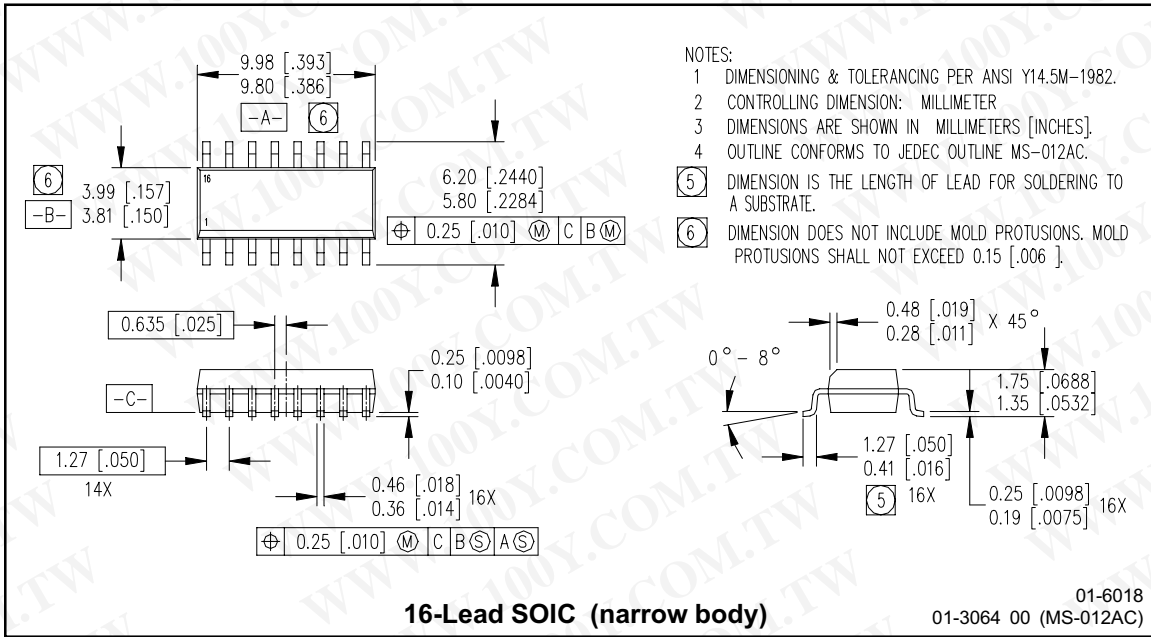 9.98 [.393]
9.80 [.386]
-A- 6
6
3.99 [.157]
-B- 3.81 [.150]
16
1
6.20 [.2440]
5.80 [.2284]
⌖ 0.25 [.010] Ⓜ C B Ⓜ
NOTES:
1 DIMENSIONING & TOLERANCING PER ANSI Y14.5M-1982.
2 CONTROLLING DIMENSION: MILLIMETER
3 DIMENSIONS ARE SHOWN IN MILLIMETERS [INCHES].
4 OUTLINE CONFORMS TO JEDEC OUTLINE MS-012AC.
5 DIMENSION IS THE LENGTH OF LEAD FOR SOLDERING TO
A SUBSTRATE.
6 DIMENSION DOES NOT INCLUDE MOLD PROTUSIONS. MOLD
PROTUSIONS SHALL NOT EXCEED 0.15 [.006 ].
0.635 [.025]
0.25 [.0098]
0.10 [.0040]
-C-
1.27 [.050]
14X
0.46 [.018]
0.36 [.014] 16X
⌖ 0.25 [.010] Ⓜ C B Ⓢ A Ⓢ
0.48 [.019]
0.28 [.011] X 45°
0° - 8°
1.75 [.0688]
1.35 [.0532]
1.27 [.050]
0.41 [.016]
5 16X
0.25 [.0098]
0.19 [.0075] 16X
16-Lead SOIC (narrow body)
01-6018
01-3064 00 (MS-012AC)
WWW.100Y.COM.TW